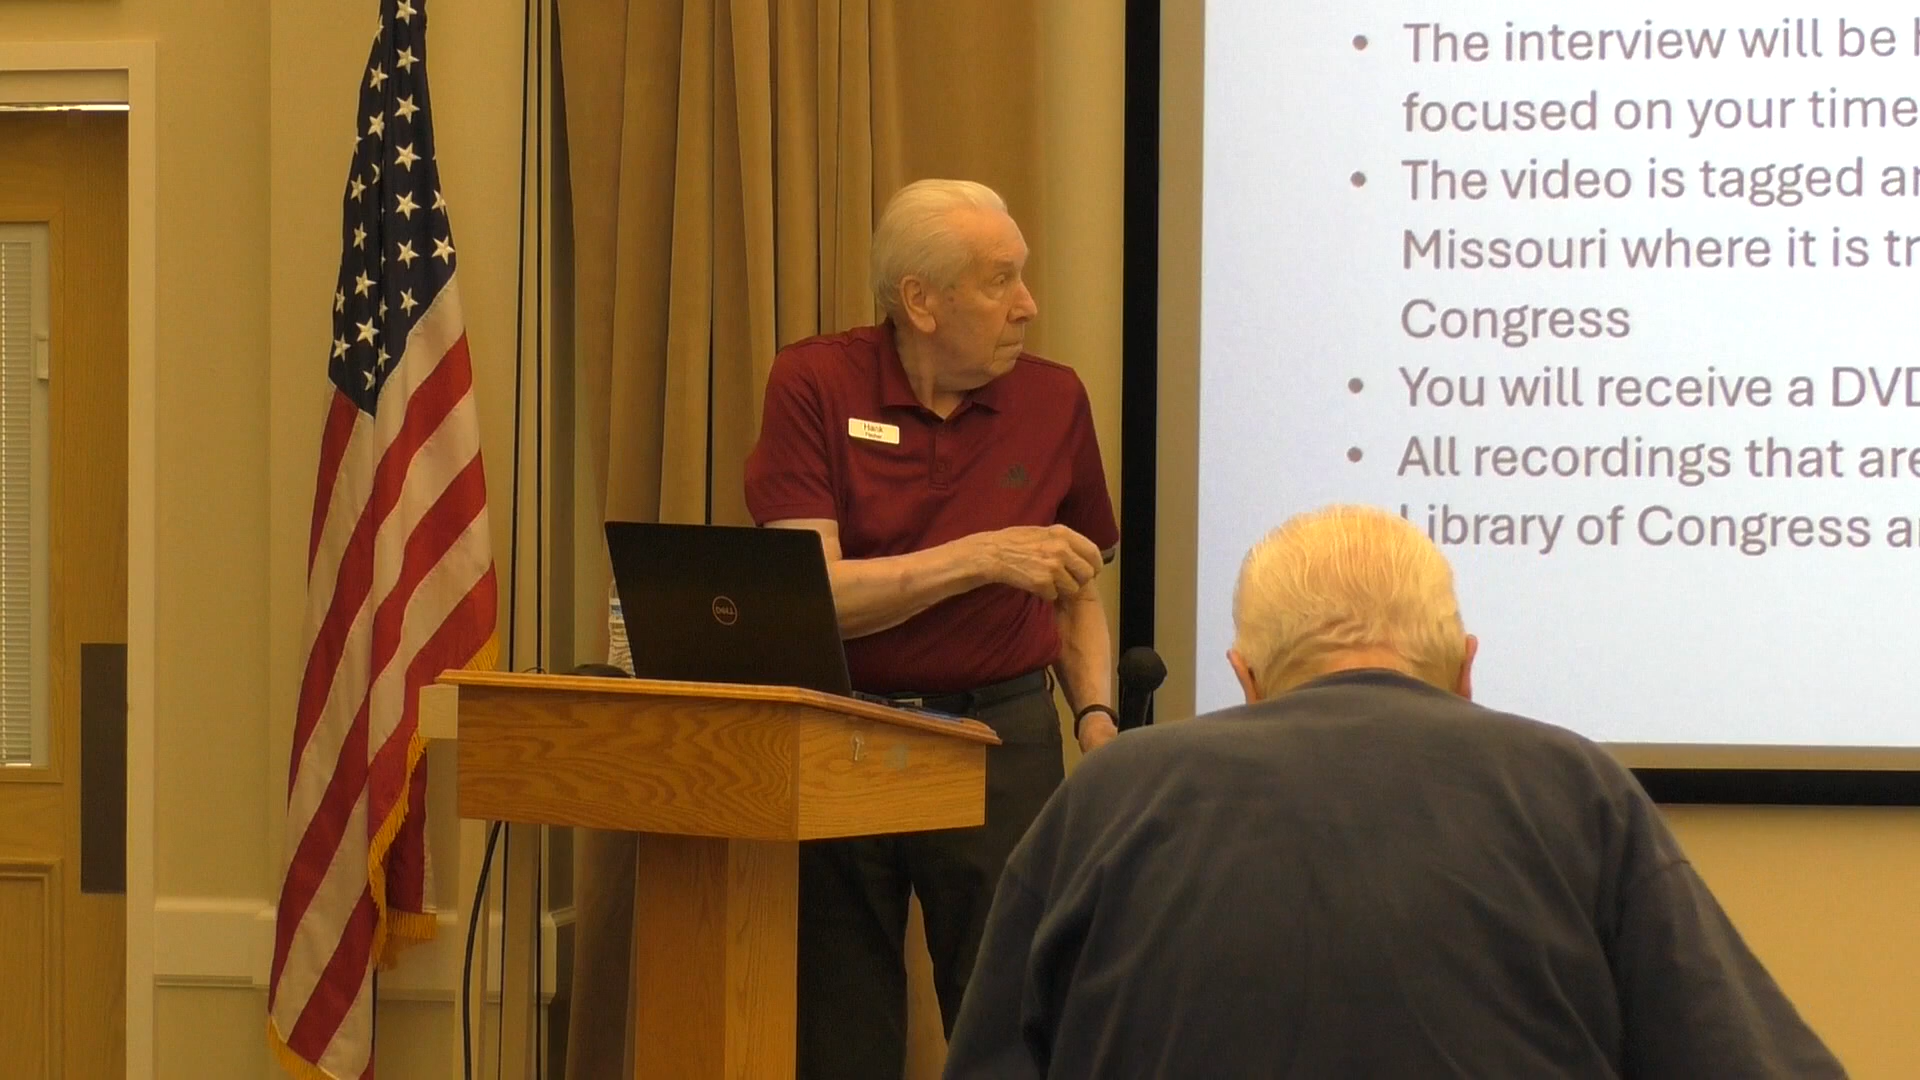 The interview will be
focused on your time
The video is tagged
Missouri where it is
Congress
You will receive a DVD
All recordings that are
Library of Congress
Hank
DELL